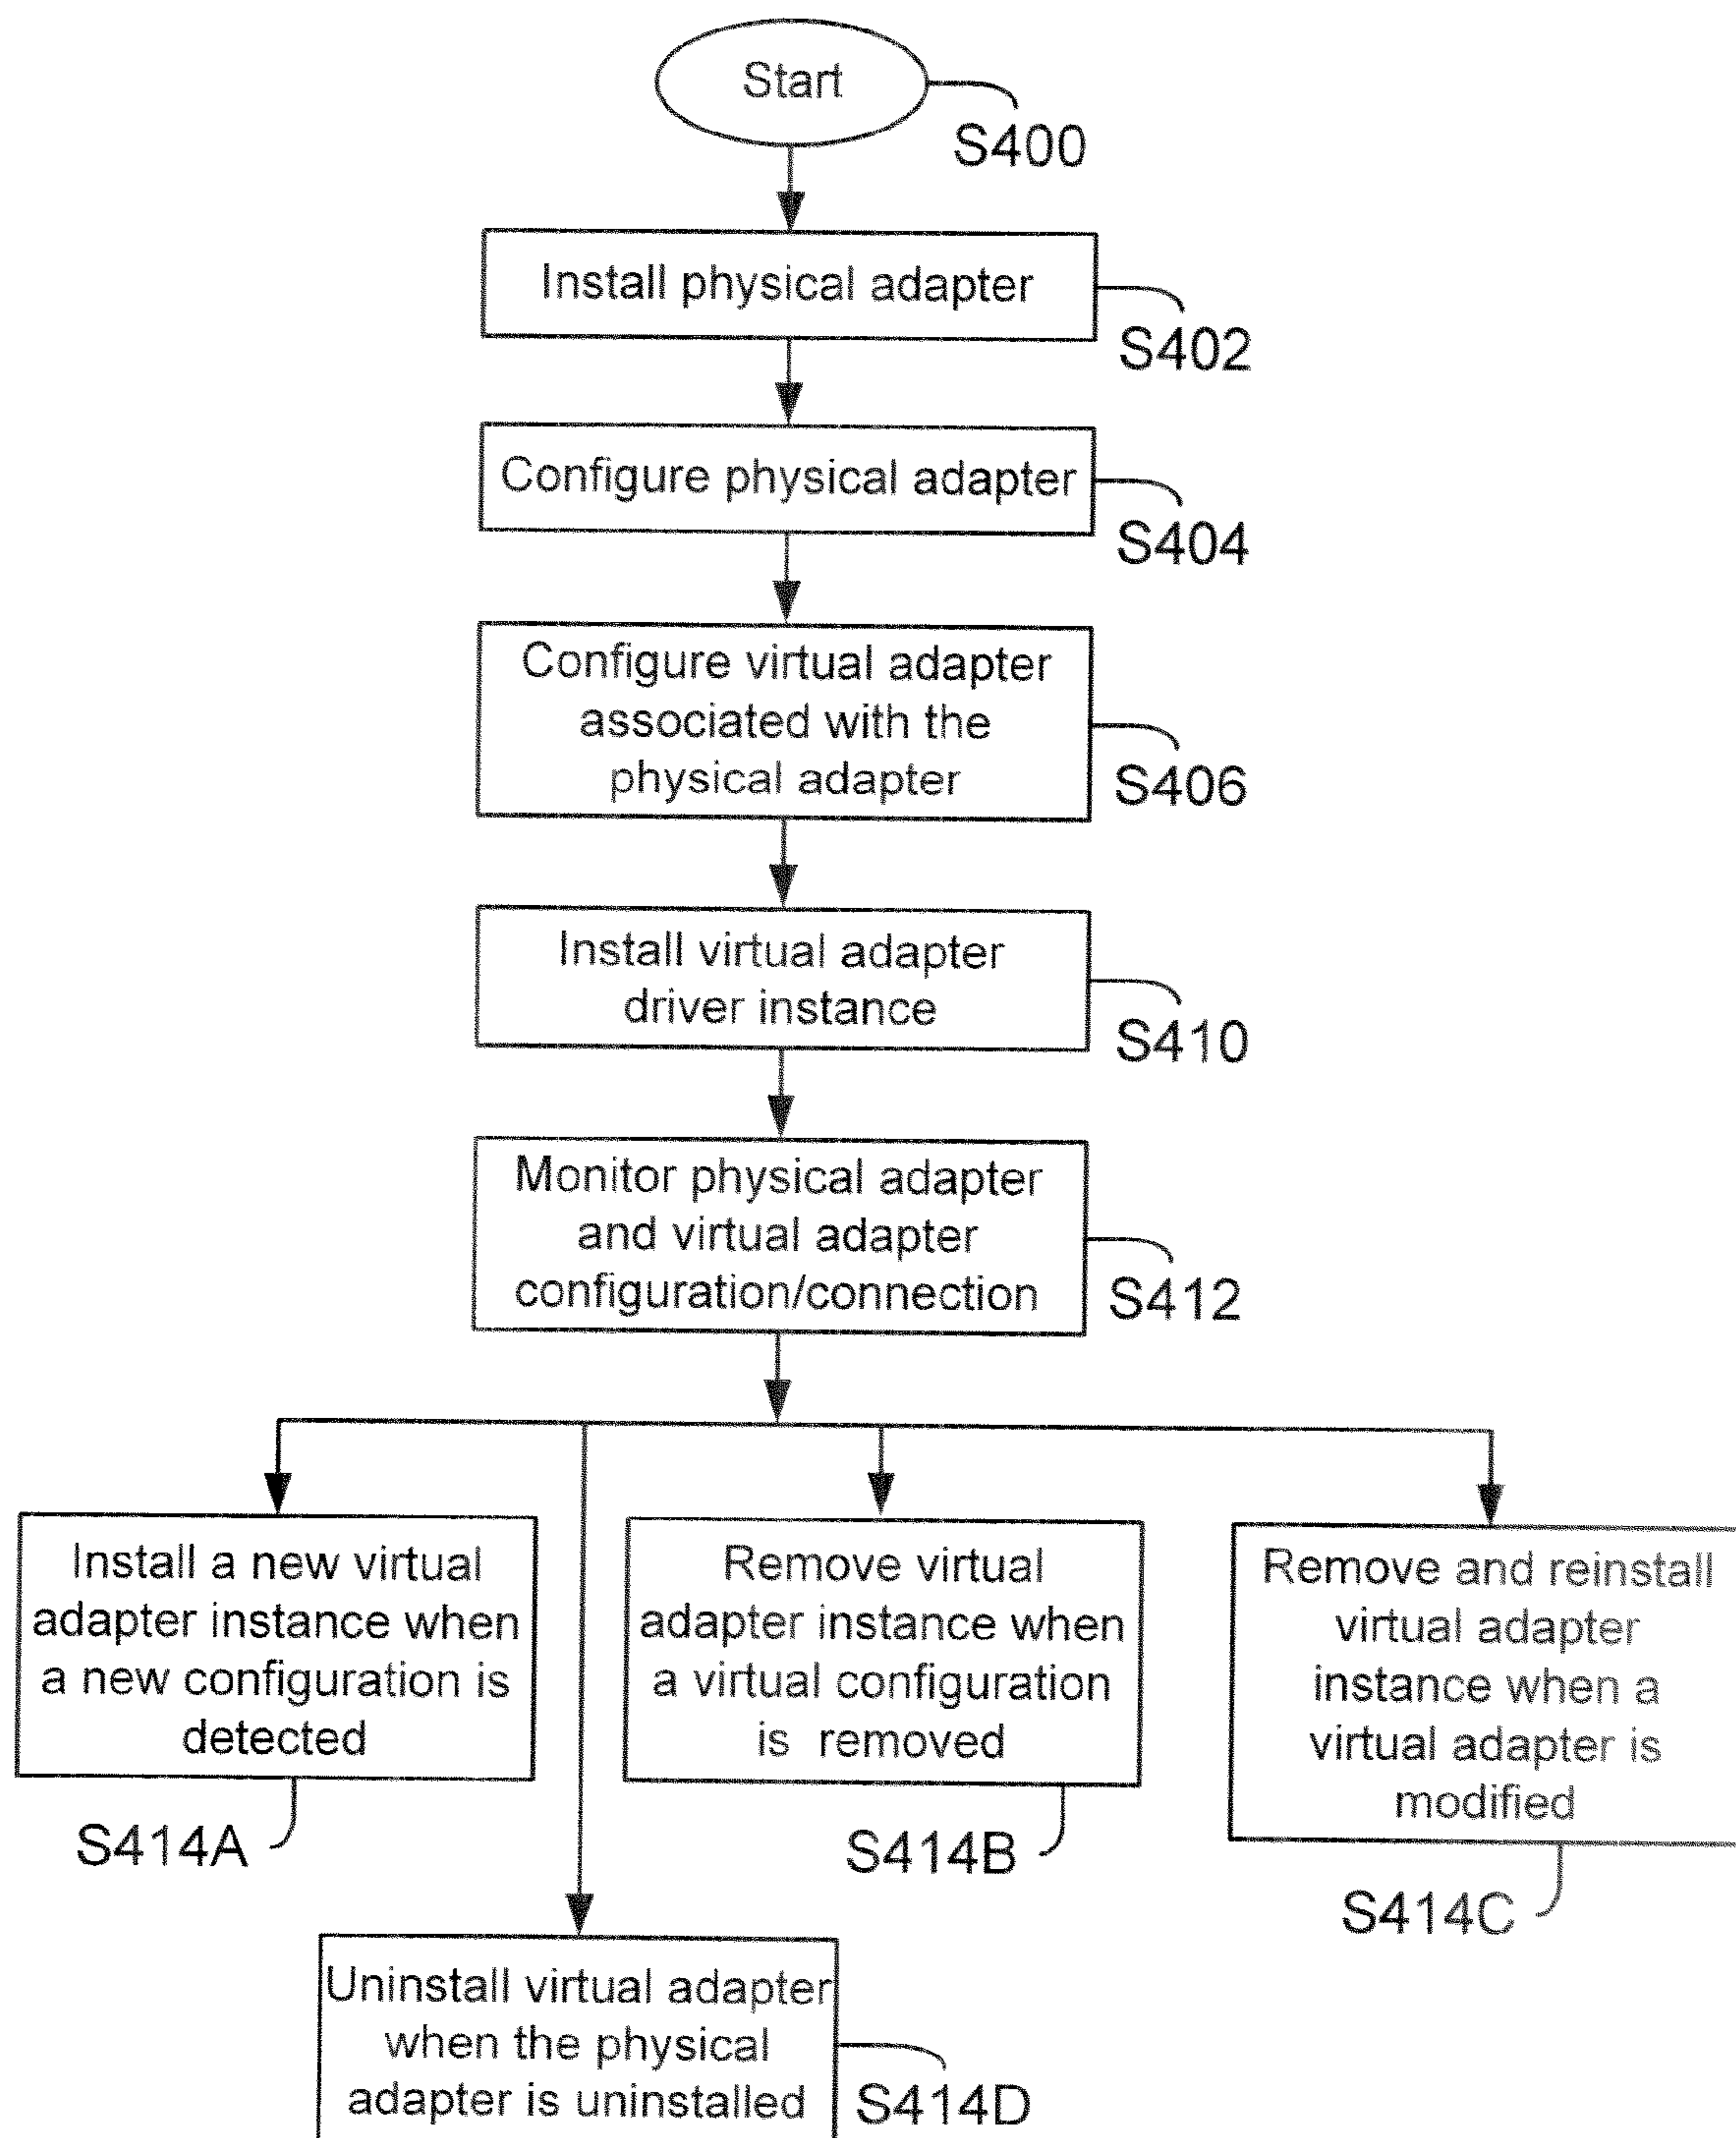 Start
S400
Install physical adapter
S402
Configure physical adapter
S404
Configure virtual adapter
associated with the
physical adapter
S406
Install virtual adapter
driver instance
S410
Monitor physical adapter
and virtual adapter
configuration/connection
S412
Install a new virtual
adapter instance when
a new configuration is
detected
S414A
Remove virtual
adapter instance when
a virtual configuration
is removed
S414B
Remove and reinstall
virtual adapter
instance when a
virtual adapter is
modified
S414C
Uninstall virtual adapter
when the physical
adapter is uninstalled
S414D